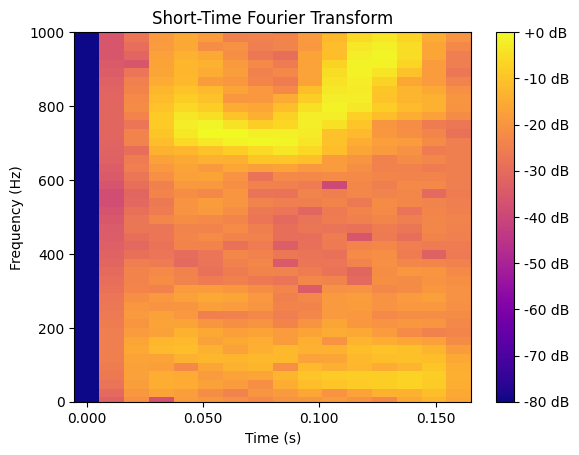 Short-Time Fourier Transform
Frequency (Hz)
1000
800
600
400
200
0
0.000
0.050
0.100
0.150
Time (s)
+0 dB
-10 dB
-20 dB
-30 dB
-40 dB
-50 dB
-60 dB
-70 dB
-80 dB